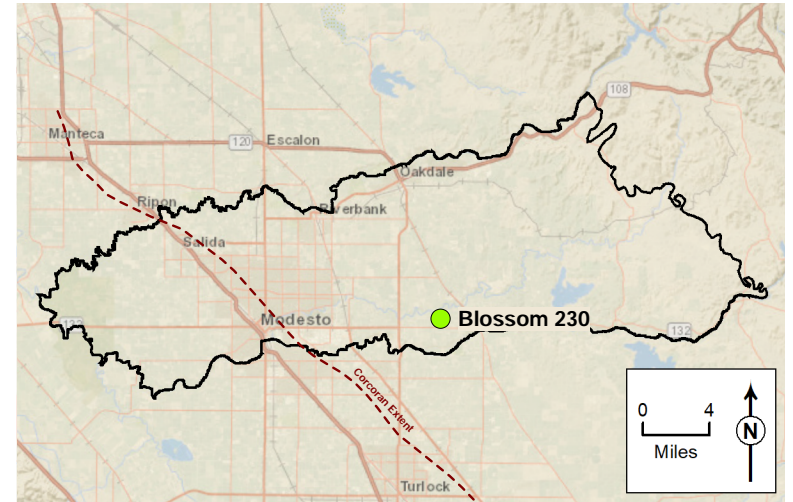 108
Manteca
120
Escalon
Oakdale
Ripon
Riverbank
Salida
Blossom 230
132
Modesto
132
Corcoran Extent
0 4
Miles
N
Turlock